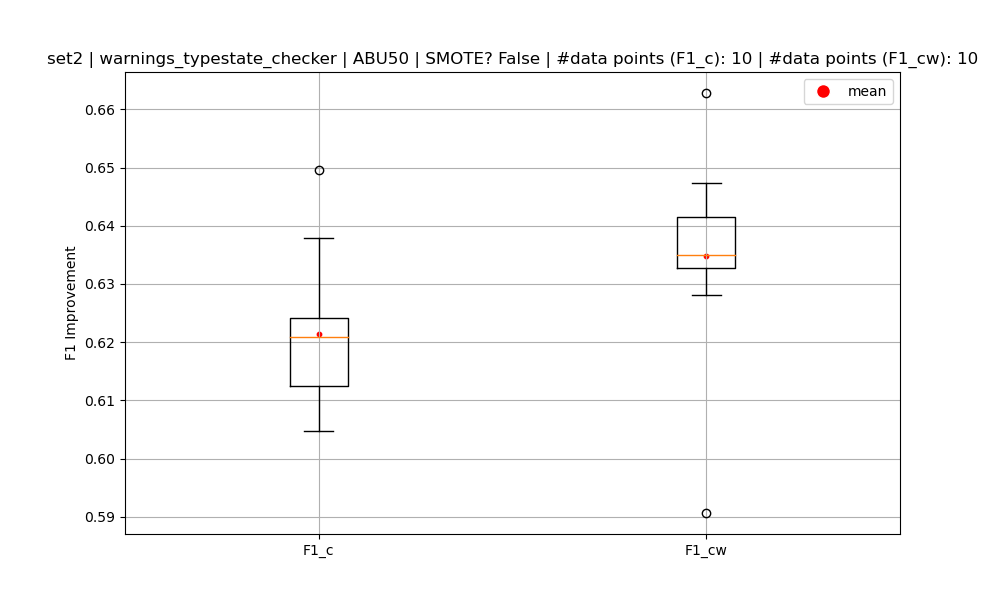 set2 | warnings_typestate_checker | ABU50 | SMOTE? False | #data points (F1_c): 10 | #data points (F1_cw): 10
mean
0.66
0.65
0.64
0.63
0.62
0.61
0.60
0.59
F1 Improvement
F1_c
F1_cw